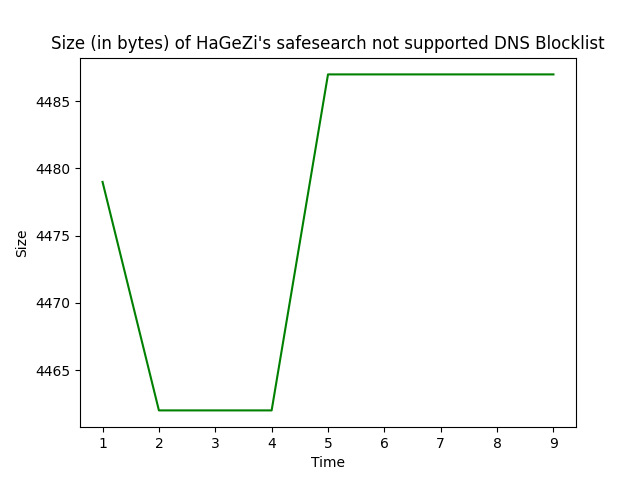 Size (in bytes) of HaGeZi's safesearch not supported DNS Blocklist
Size
4485
4480
4475
4470
4465
1 2 3 4 5 6 7 8 9
Time